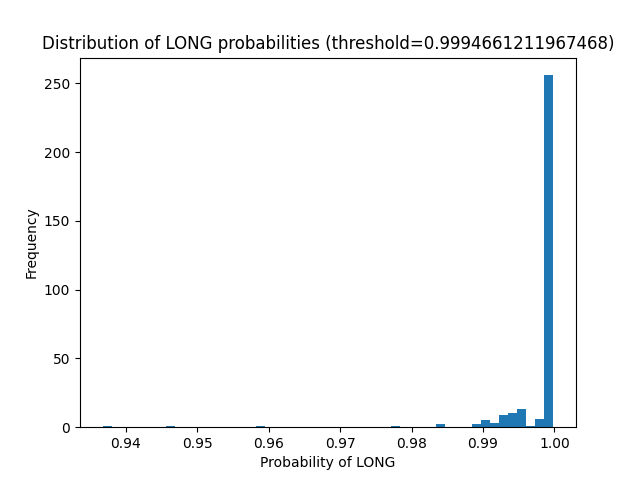 Distribution of LONG probabilities (threshold=0.9994661211967468)
250
200
150
100
50
0
Frequency
0.94 0.95 0.96 0.97 0.98 0.99 1.00
Probability of LONG